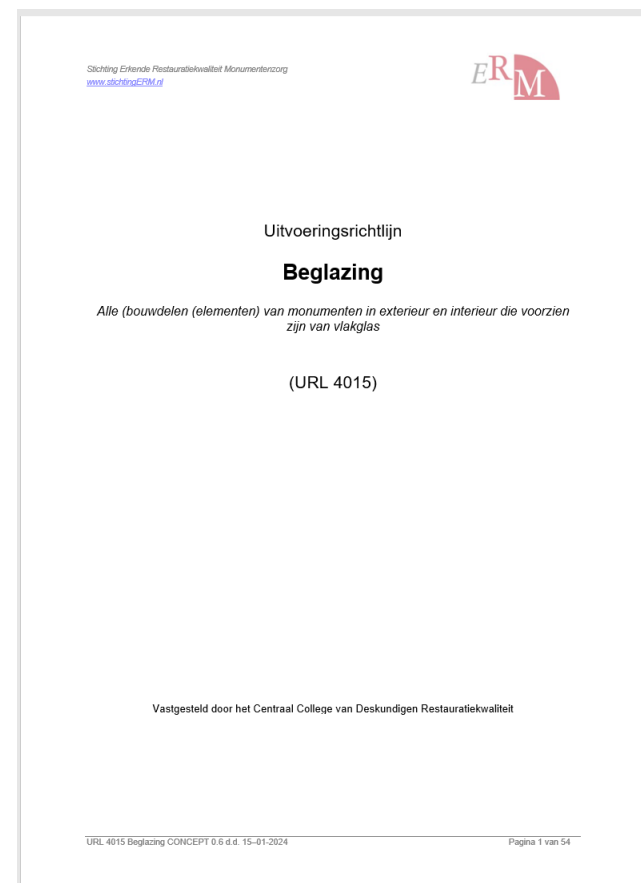 Stichting Erkende Restauratiekwaliteit Monumentenzorg
www.stichtingERM.nl
ERM
Uitvoeringsrichtlijn
Beglazing
Alle (bouwdelen (elementen) van monumenten in exterieur en interieur die voorzien
zijn van vlakglas
(URL 4015)
Vastgesteld door het Centraal College van Deskundigen Restauratiekwaliteit
URL 4015 Beglazing CONCEPT 0.6 d.d. 15–01-2024 Pagina 1 van 54